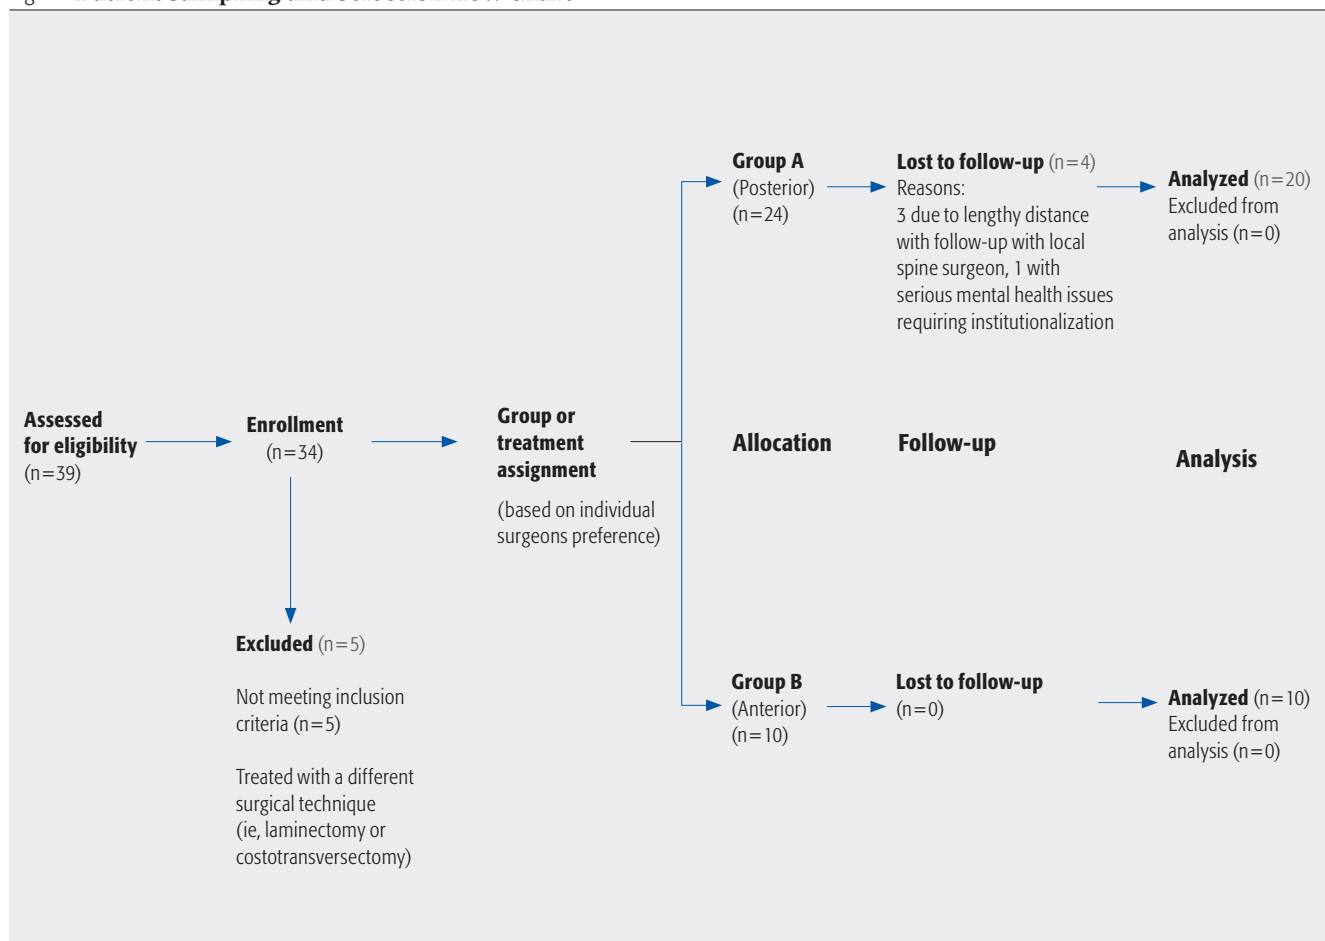 Assessed
for eligibility
(n=39)
Enrollment
(n=34)
Excluded (n=5)
Not meeting inclusion
criteria (n=5)
Treated with a different
surgical technique
(ie, laminectomy or
costotransversectomy)
Group or
treatment
assignment
(based on individual
surgeons preference)
Group A
(Posterior)
(n=24)
Lost to follow-up (n=4)
Reasons:
3 due to lengthy distance
with follow-up with local
spine surgeon, 1 with
serious mental health issues
requiring institutionalization
Analyzed (n=20)
Excluded from
analysis (n=0)
Allocation
Follow-up
Analysis
Group B
(Anterior)
(n=10)
Lost to follow-up
(n=0)
Analyzed (n=10)
Excluded from
analysis (n=0)